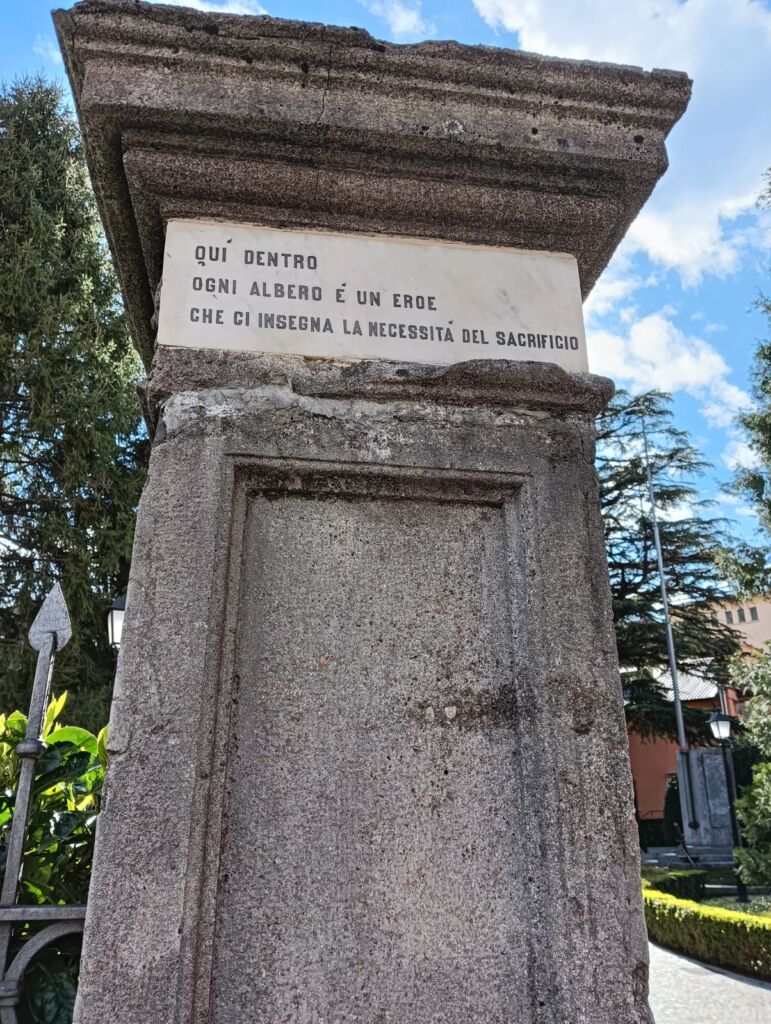 QUÍ DENTRO
OGNI ALBERO É UN EROE
CHE CI INSEGNA LA NECESSITÁ DEL SACRIFICIO